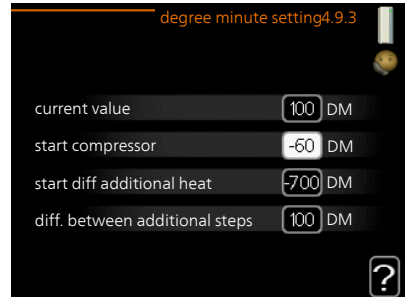 degree minute setting4.9.3
current value 100 DM
start compressor -60 DM
start diff additional heat -700 DM
diff. between additional steps 100 DM
?